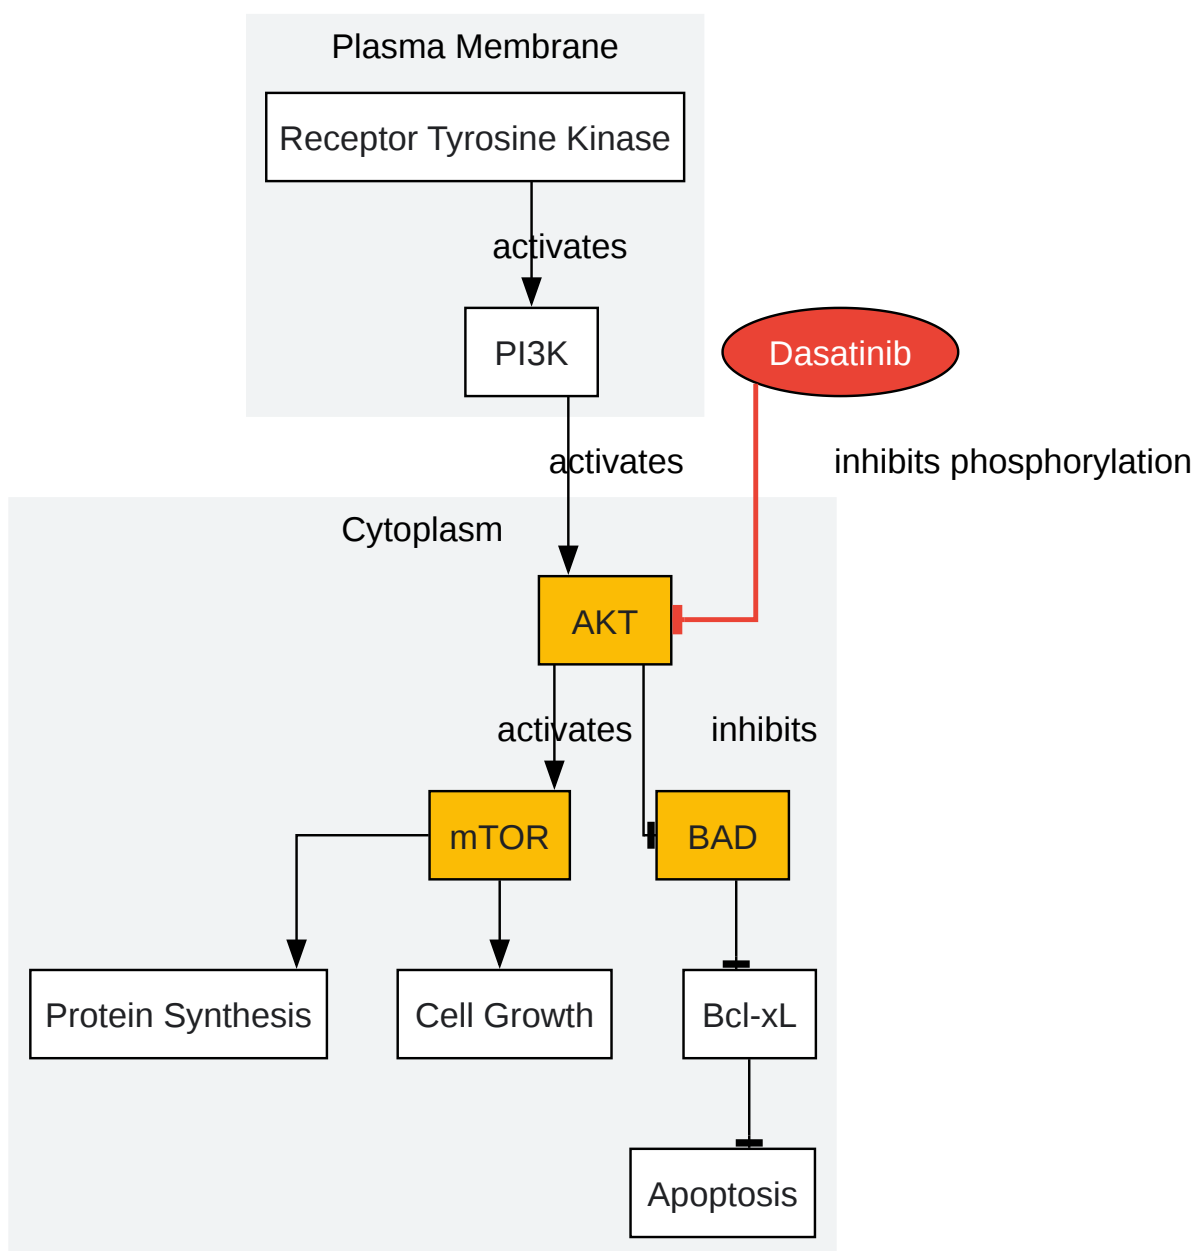 Plasma Membrane
Receptor Tyrosine Kinase
activates
PI3K
Dasatinib
activates
inhibits phosphorylation
Cytoplasm
AKT
activates
inhibits
mTOR
BAD
Protein Synthesis
Cell Growth
Bcl-xL
Apoptosis